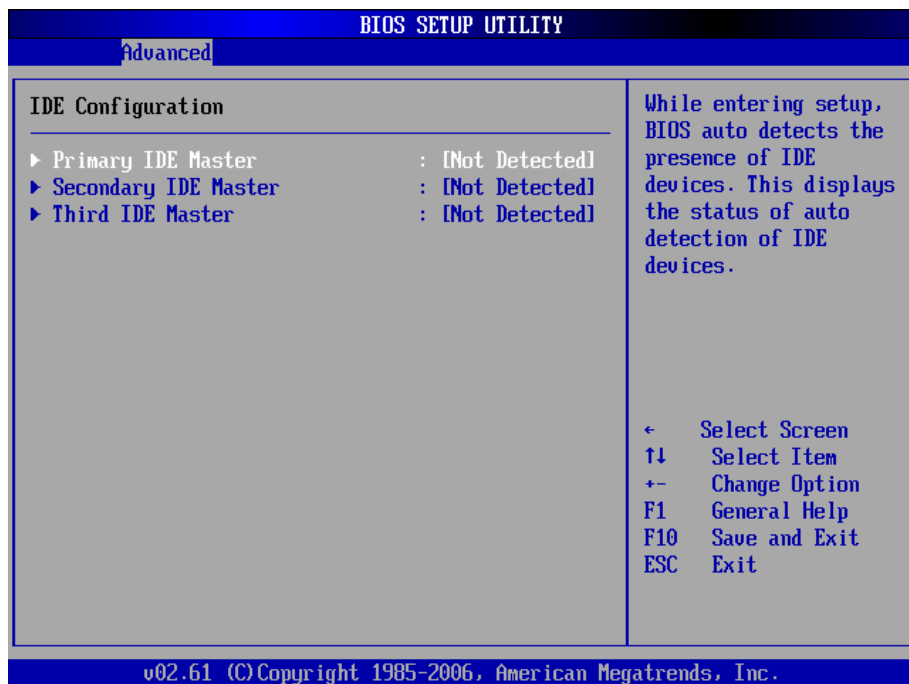 BIOS SETUP UTILITY
Advanced
IDE Configuration
▶ Primary IDE Master : [Not Detected]
▶ Secondary IDE Master : [Not Detected]
▶ Third IDE Master : [Not Detected]
While entering setup,
BIOS auto detects the
presence of IDE
devices. This displays
the status of auto
detection of IDE
devices.
← Select Screen
↑↓ Select Item
+- Change Option
F1 General Help
F10 Save and Exit
ESC Exit
v02.61 (C)Copyright 1985-2006, American Megatrends, Inc.